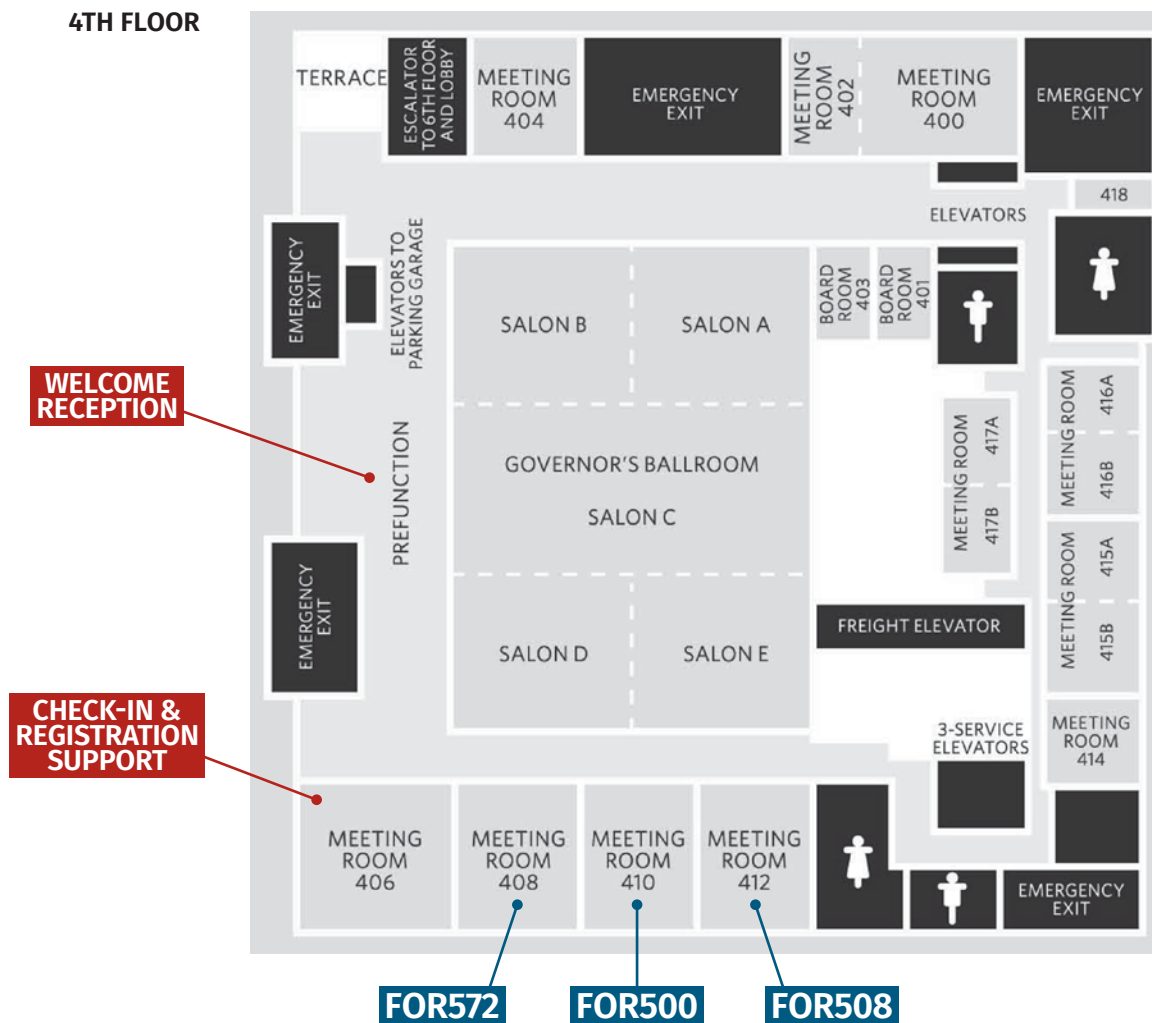 4TH FLOOR
TERRACE
ESCALATOR
TO 6TH FLOOR
AND LOBBY
MEETING
ROOM
404
EMERGENCY
EXIT
MEETING
ROOM
402
MEETING
ROOM
400
EMERGENCY
EXIT
418
ELEVATORS
EMERGENCY
EXIT
ELEVATORS TO
PARKING GARAGE
SALON B
SALON A
BOARD
ROOM
403
BOARD
ROOM
401
WELCOME
RECEPTION
PREFUNCTION
GOVERNOR'S BALLROOM
SALON C
MEETING ROOM
417A
417B
MEETING ROOM
416A
416B
MEETING ROOM
415A
415B
EMERGENCY
EXIT
FREIGHT ELEVATOR
SALON D
SALON E
CHECK-IN &
REGISTRATION
SUPPORT
3-SERVICE
ELEVATORS
MEETING
ROOM
414
MEETING
ROOM
406
MEETING
ROOM
408
MEETING
ROOM
410
MEETING
ROOM
412
EMERGENCY
EXIT
FOR572
FOR500
FOR508